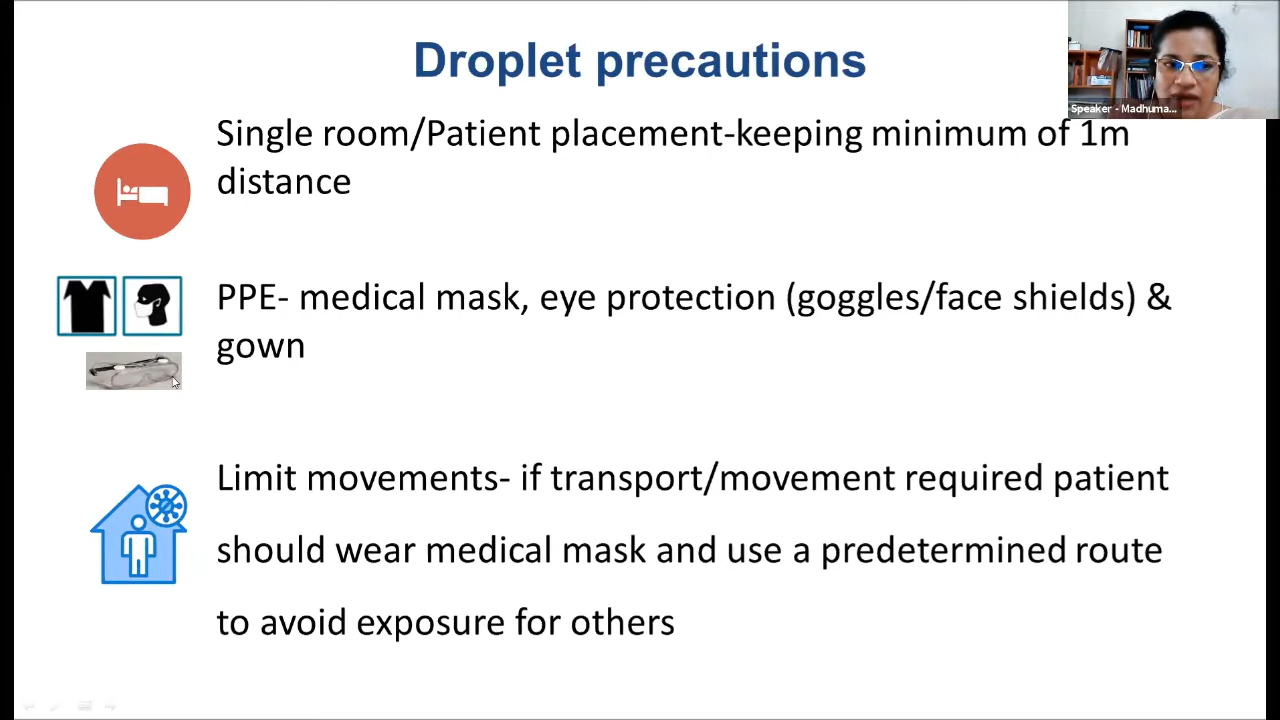 Droplet precautions
Speaker - Madhuma...
Single room/Patient placement-keeping minimum of 1m
distance
PPE- medical mask, eye protection (goggles/face shields) &
gown
Limit movements- if transport/movement required patient
should wear medical mask and use a predetermined route
to avoid exposure for others